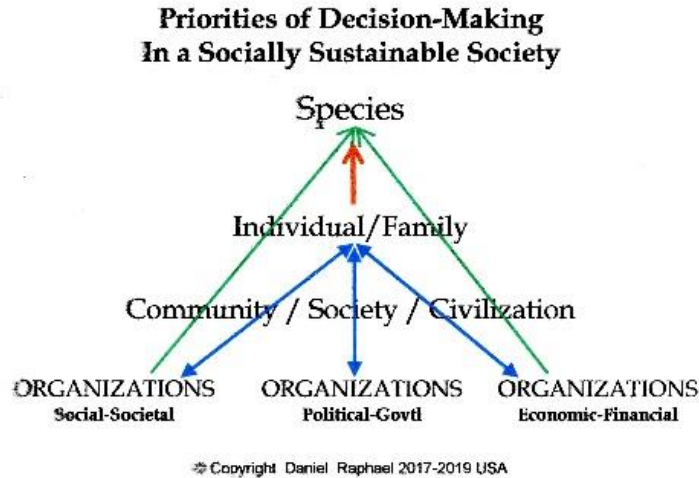 Priorities of Decision-Making
In a Socially Sustainable Society
Species
Individual/Family
Community / Society / Civilization
ORGANIZATIONS ORGANIZATIONS ORGANIZATIONS
Social-Societal Political-Govtl Economic-Financial
Copyright Daniel Raphael 2017-2019 USA